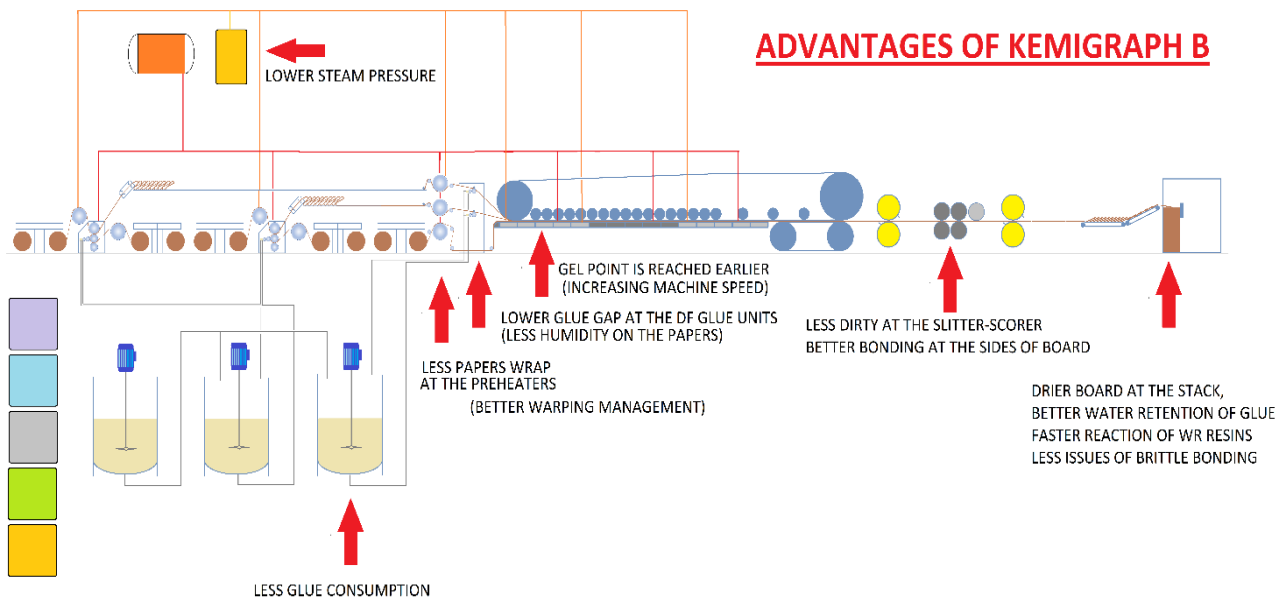 ADVANTAGES OF KEMIGRAPH B
LOWER STEAM PRESSURE
GEL POINT IS REACHED EARLIER
(INCREASING MACHINE SPEED)
LOWER GLUE GAP AT THE DF GLUE UNITS
(LESS HUMIDITY ON THE PAPERS)
LESS PAPERS WRAP
AT THE PREHEATERS
(BETTER WARPING MANAGEMENT)
LESS DIRTY AT THE SLITTER-SCORER
BETTER BONDING AT THE SIDES OF BOARD
DRIER BOARD AT THE STACK,
BETTER WATER RETENTION OF GLUE
FASTER REACTION OF WR RESINS
LESS ISSUES OF BRITTLE BONDING
LESS GLUE CONSUMPTION